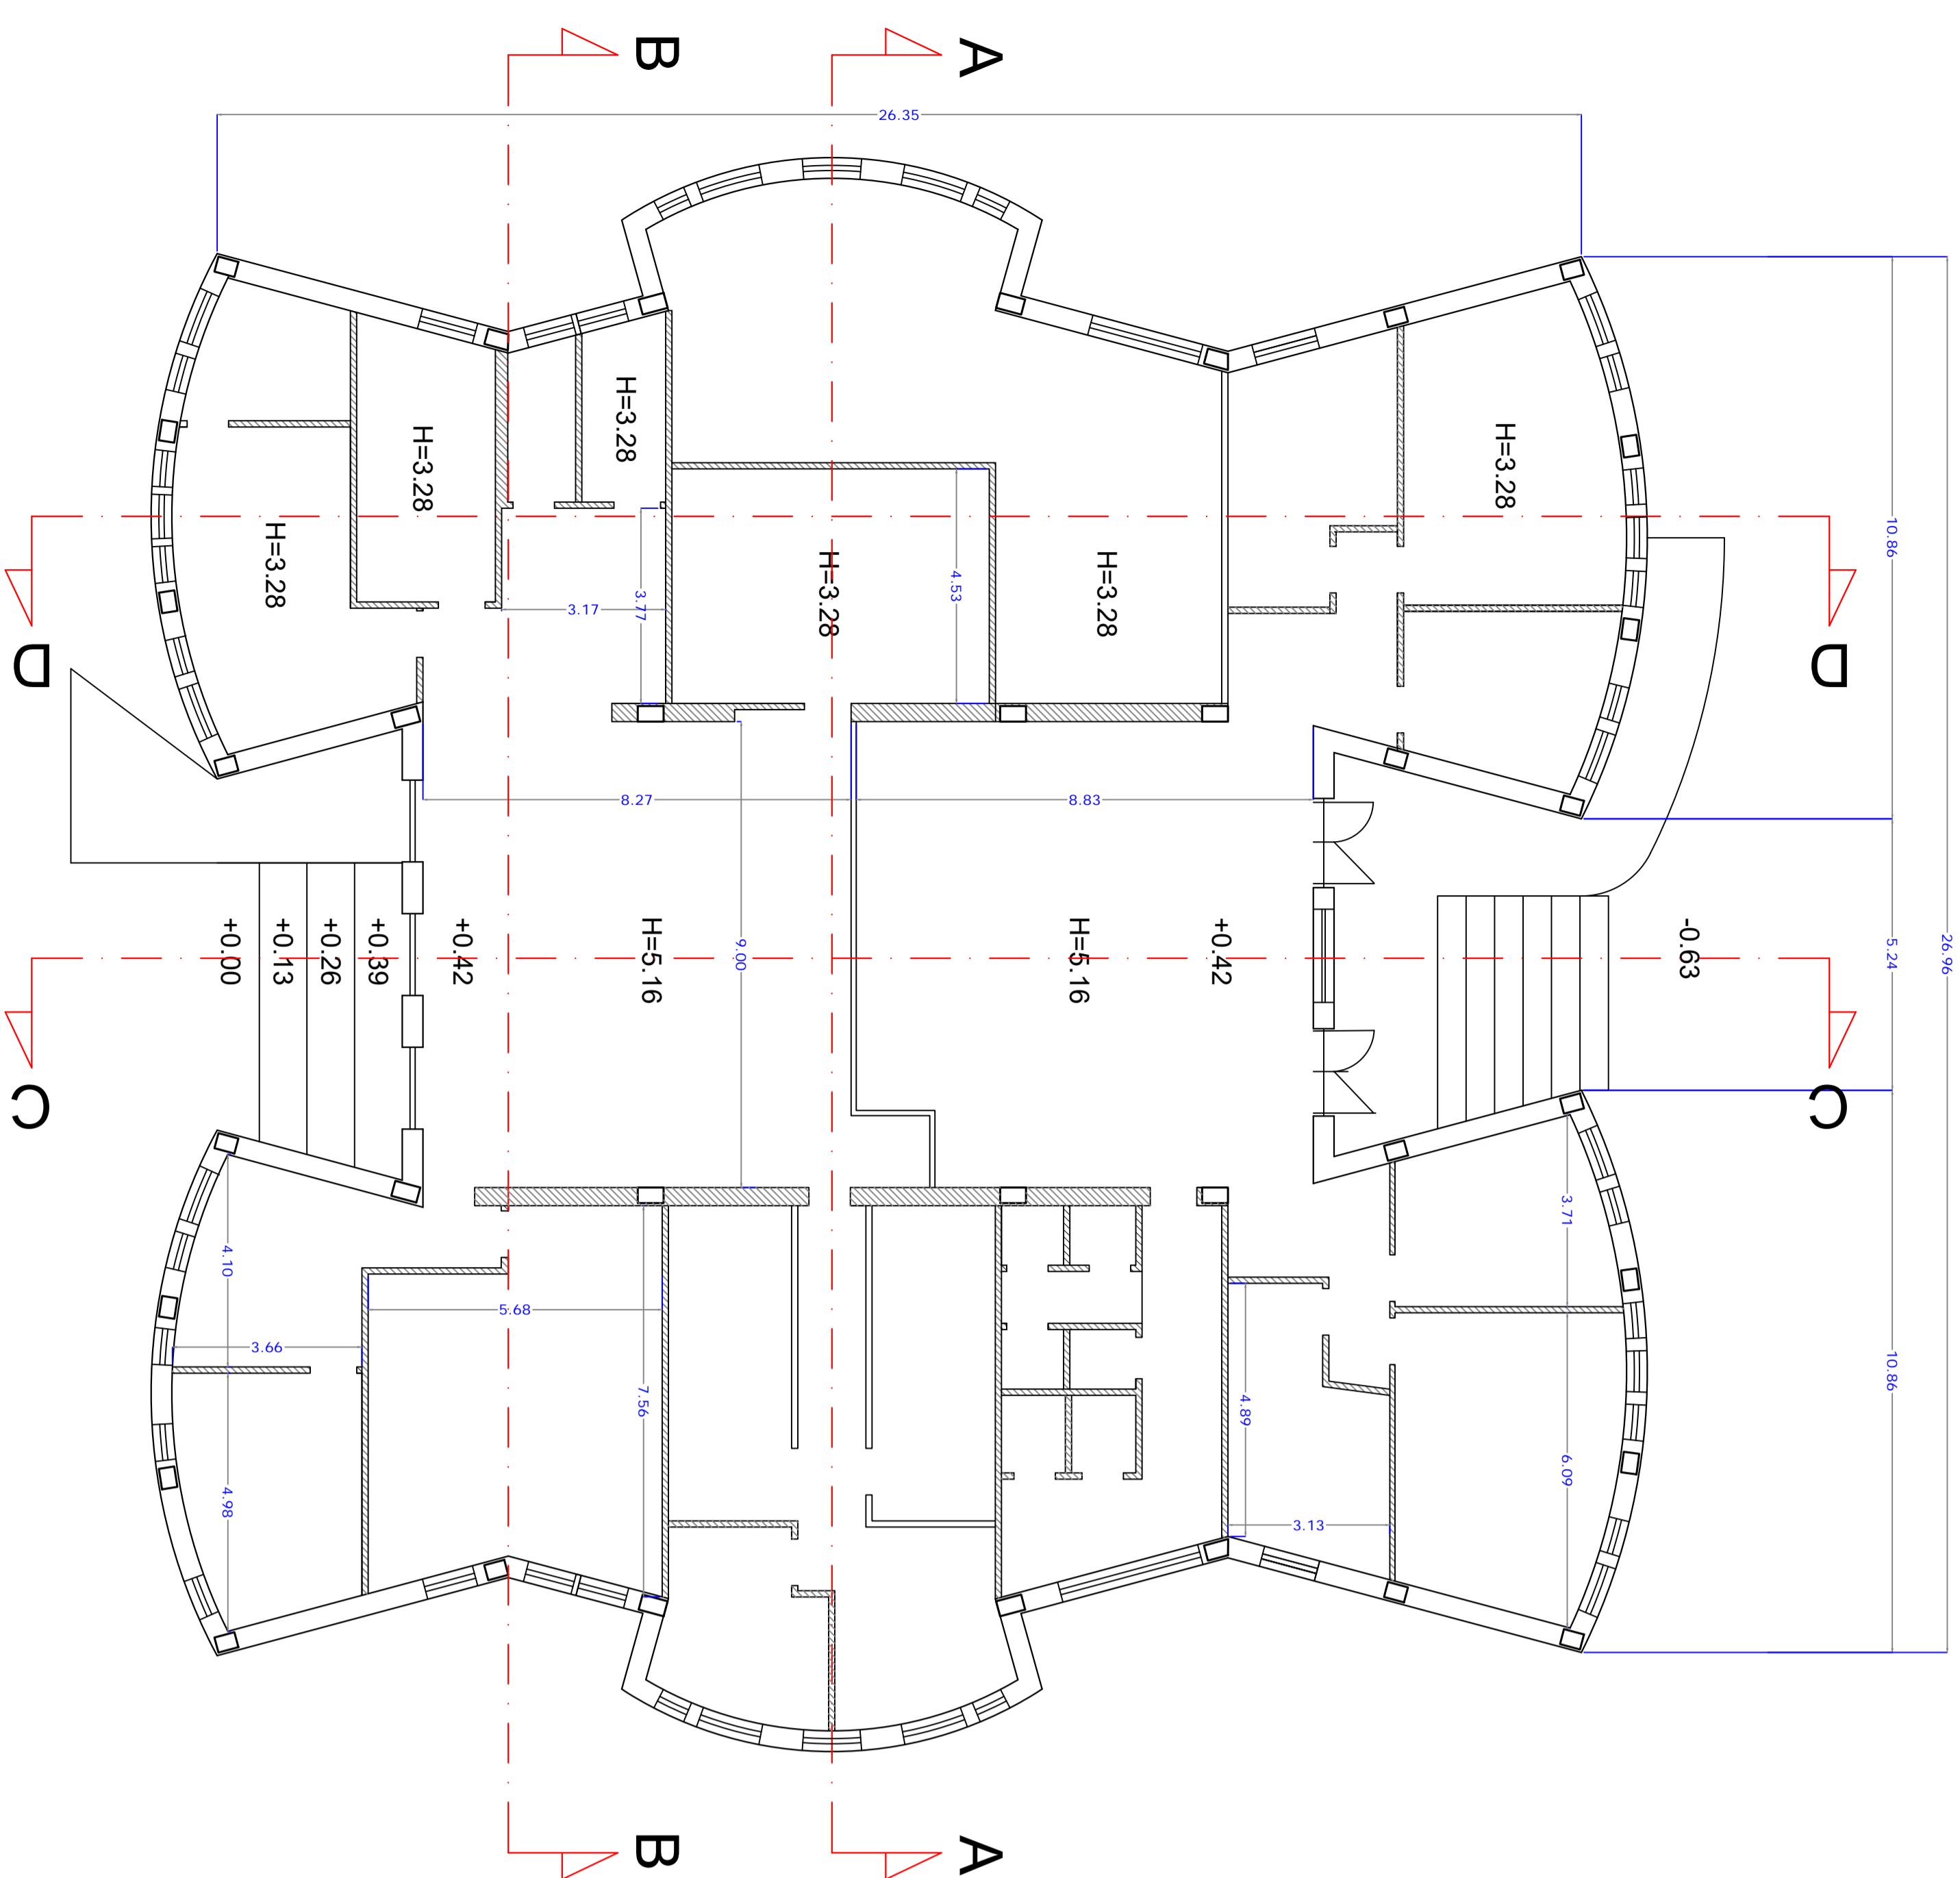 B
A
26.35
H=3.28
H=3.28
H=3.28
H=3.28
H=3.28
H=3.28
10.86
3.17
3.77
4.53
D
D
8.27
8.83
+0.00
+0.13
+0.26
+0.39
+0.42
H=5.16
9.00
H=5.16
+0.42
-0.63
5.24
26.96
C
C
4.10
3.71
5.68
3.66
7.56
4.89
10.86
4.98
6.09
3.13
B
A